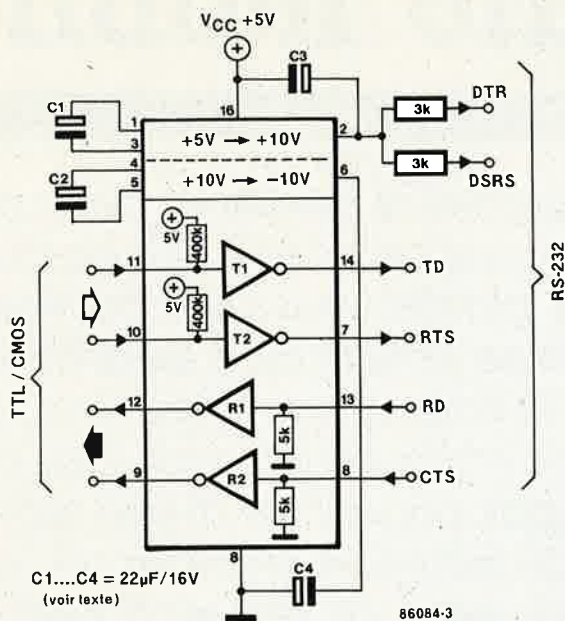 VCC +5V
C3
C1
16
DTR
1
3k
3
+5V → +10V
2
4
C2
+10V → -10V
6
3k
5
DSRS
5V
400k
11
T1
14
TD
5V
400k
10
T2
7
RTS
TTL / CMOS
RS-232
12
R1
13
RD
5k
9
R2
8
CTS
5k
8
C1....C4 = 22µF/16V
C4
(voir texte)
86084-3